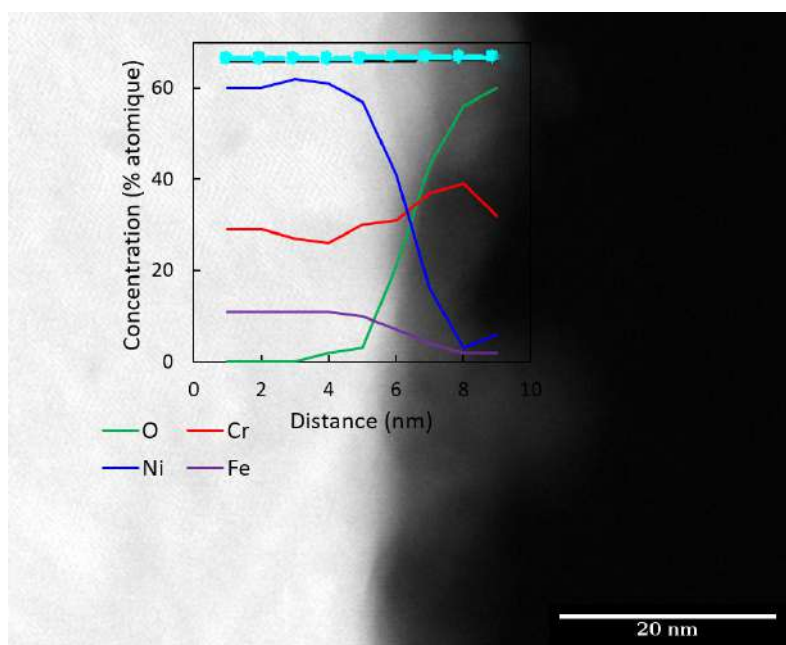 Concentration (% atomique)
60
40
20
0
0 2 4 6 8 10
Distance (nm)
O Cr
Ni Fe
20 nm